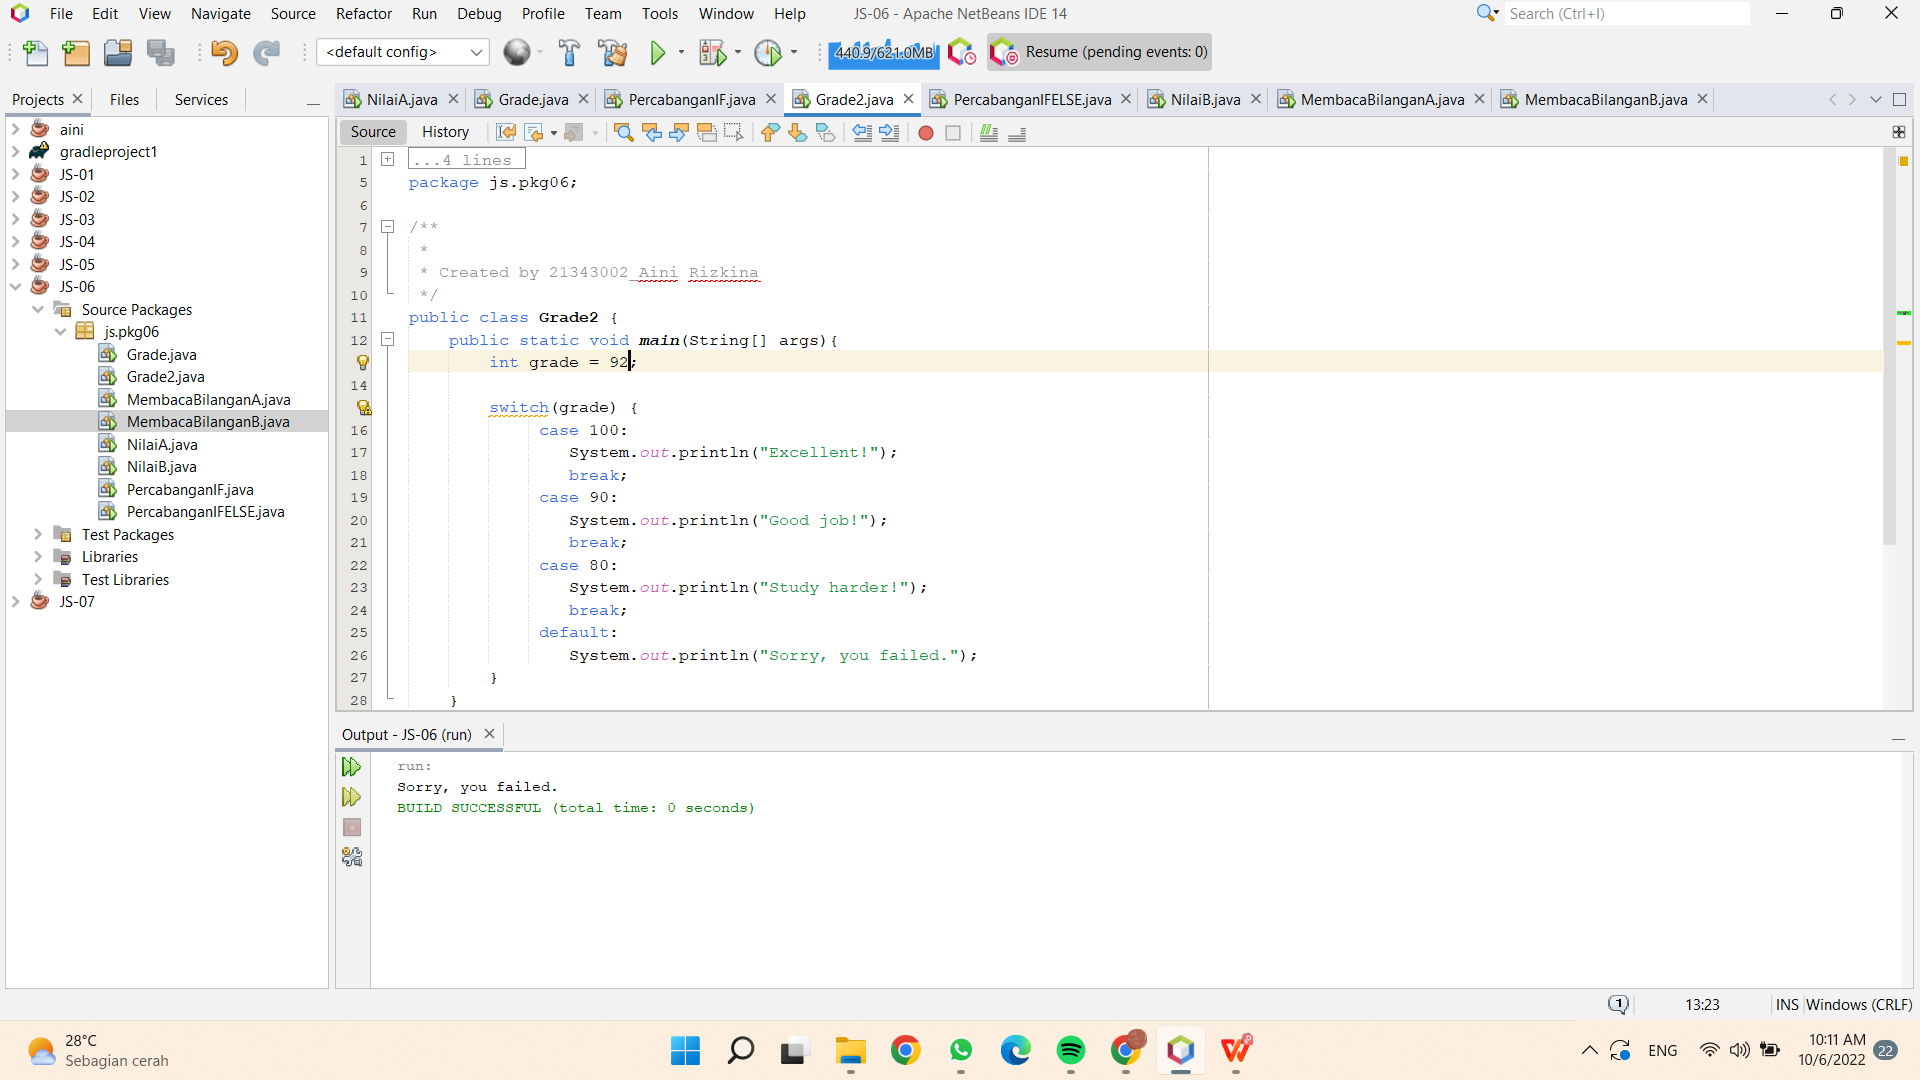 File Edit View Navigate Source Refactor Run Debug Profile Team Tools Window Help JS-06 - Apache NetBeans IDE 14 Search (Ctrl+I)
<default config> 440.9/621.0MB Resume (pending events: 0)
Projects Files Services NilaiA.java Grade.java PercabanganIF.java Grade2.java PercabanganIFELSE.java NilaiB.java MembacaBilanganA.java MembacaBilanganB.java
Source History
aini
gradleproject1
JS-01
JS-02
JS-03
JS-04
JS-05
JS-06
Source Packages
js.pkg06
Grade.java
Grade2.java
MembacaBilanganA.java
MembacaBilanganB.java
NilaiA.java
NilaiB.java
PercabanganIF.java
PercabanganIFELSE.java
Test Packages
Libraries
Test Libraries
JS-07
1 ...4 lines
5 package js.pkg06;
6
7 /**
8 *
9 * Created by 21343002_Aini Rizkina
10 */
11 public class Grade2 {
12 public static void main(String[] args){
int grade = 92;
14
switch(grade) {
16 case 100:
17 System.out.println("Excellent!");
18 break;
19 case 90:
20 System.out.println("Good job!");
21 break;
22 case 80:
23 System.out.println("Study harder!");
24 break;
25 default:
26 System.out.println("Sorry, you failed.");
27 }
28 }
Output - JS-06 (run)
run:
Sorry, you failed.
BUILD SUCCESSFUL (total time: 0 seconds)
1 13:23 INS Windows (CRLF)
28°C
Sebagian cerah
ENG
10:11 AM
10/6/2022
22